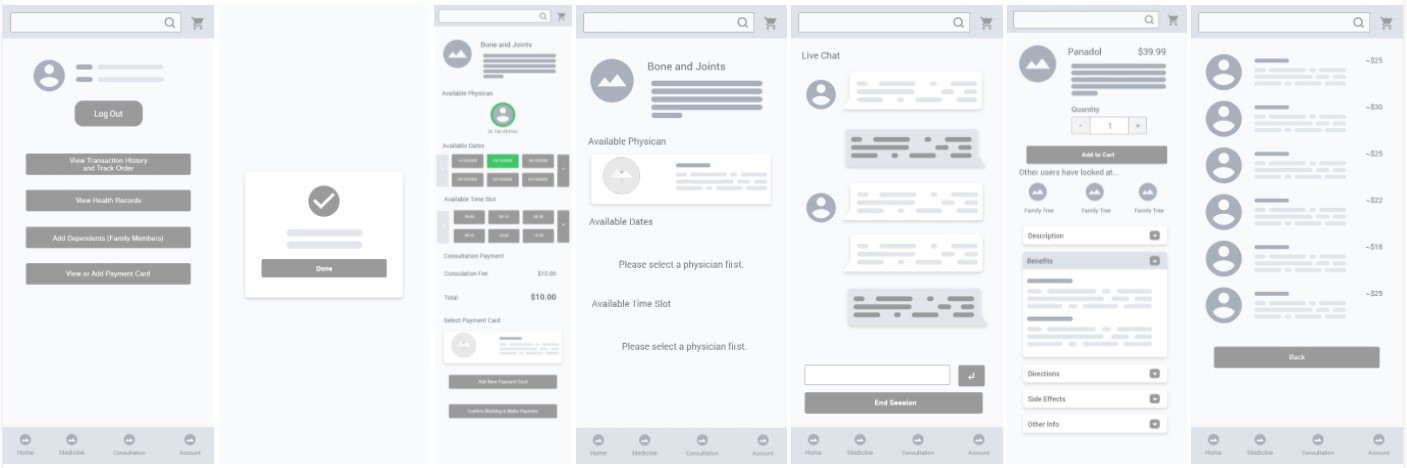 Log Out
View Transaction History
and Track Order
View Health Records
Add Dependents (Family Members)
View or Add Payment Card
Home
Medicine
Consultation
Account
Done
Bone and Joints
Available Physican
Available Dates
Available Time Slot
Consultation Payment
Consulation Fee
$10.00
Total
$10.00
Select Payment Card
Add New Payment Card
Confirm Booking & Make Payment
Bone and Joints
Available Physican
Available Dates
Please select a physician first.
Available Time Slot
Please select a physician first.
Home
Medicine
Consultation
Account
Live Chat
End Session
Home
Medicine
Consultation
Account
Panadol
$39.99
Quantity
-
1
+
Add to Cart
Other users have looked at...
Family Tree
Family Tree
Family Tree
Description
Benefits
Directions
Side Effects
Other Info
~$25
~$30
~$25
~$22
~$18
~$25
Back
Home
Medicine
Consultation
Account